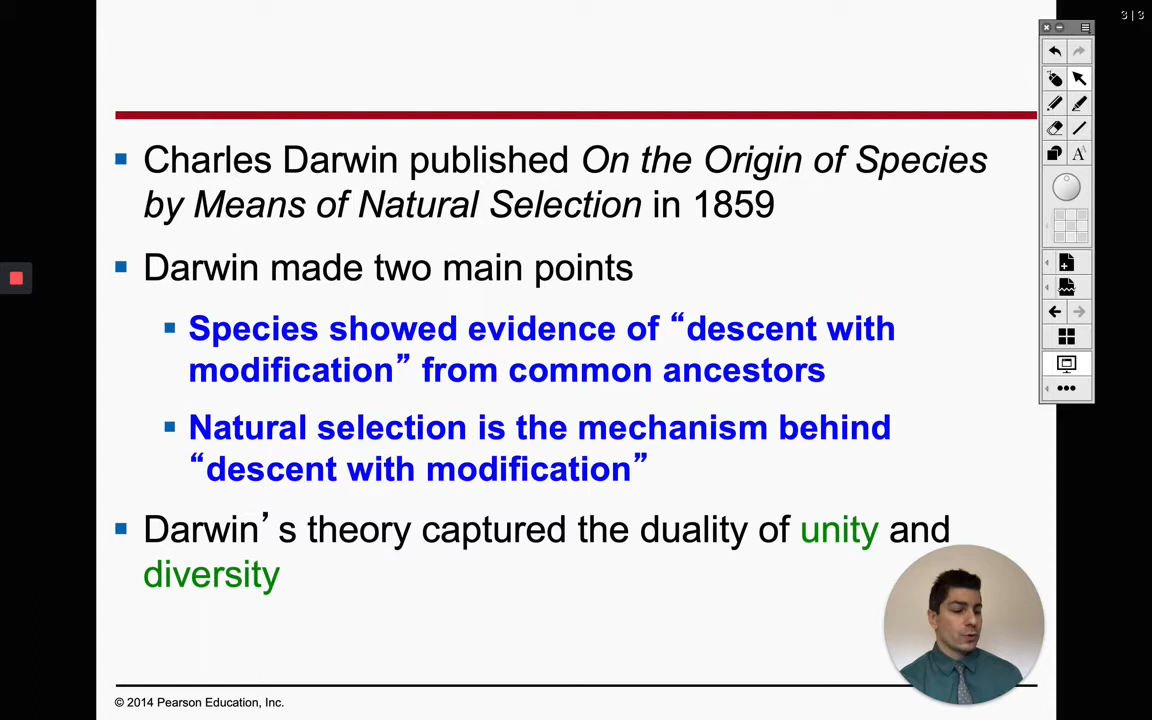 3|3
Charles Darwin published On the Origin of Species
by Means of Natural Selection in 1859
Darwin made two main points
Species showed evidence of “descent with
modification” from common ancestors
Natural selection is the mechanism behind
“descent with modification”
Darwin’s theory captured the duality of unity and
diversity
© 2014 Pearson Education, Inc.
A